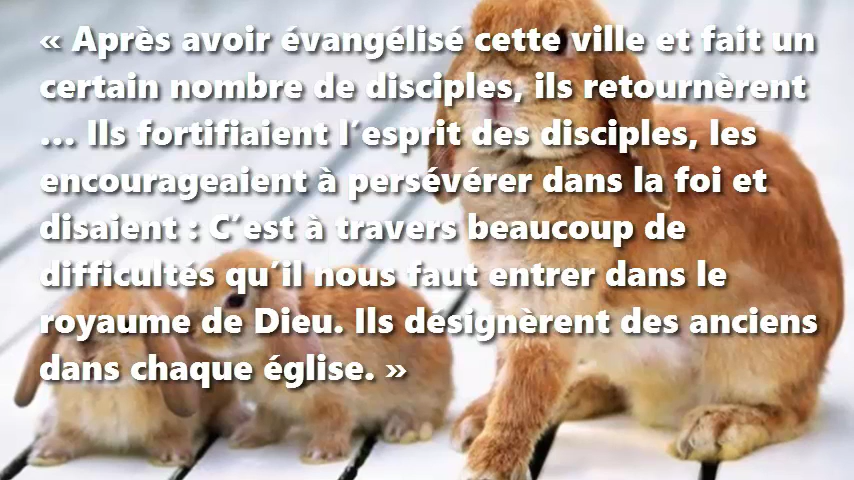 « Après avoir évangélisé cette ville et fait un
certain nombre de disciples, ils retournèrent
... Ils fortifiaient l’esprit des disciples, les
encourageaient à persévérer dans la foi et
disaient : C’est à travers beaucoup de
difficultés qu’il nous faut entrer dans le
royaume de Dieu. Ils désignèrent des anciens
dans chaque église. »